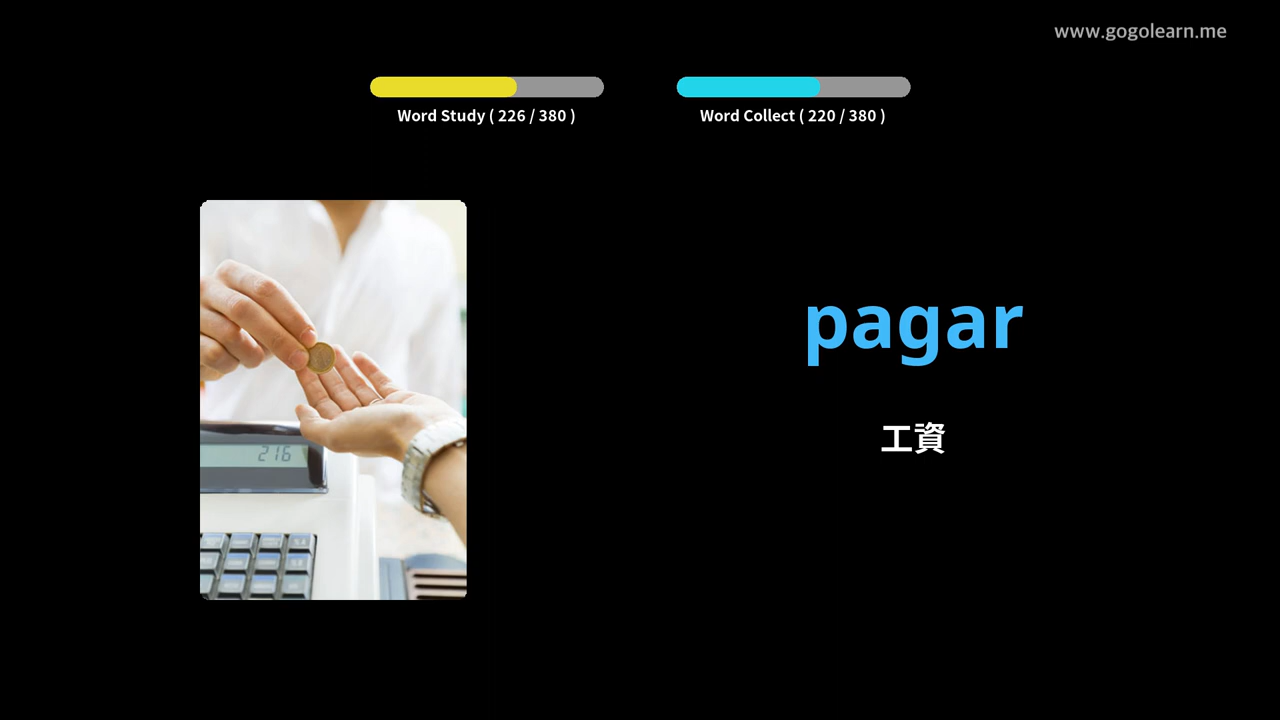 www.gogolearn.me
Word Study ( 226 / 380 )
Word Collect ( 220 / 380 )
pagar
工資
216